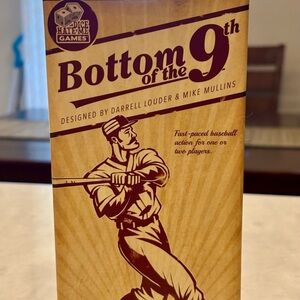 DICE
HATE ME
GAMES
Bottom
of the 9th
DESIGNED BY DARRELL LOUDER & MIKE MULLINS
Fast-paced baseball
action for one or
two players.